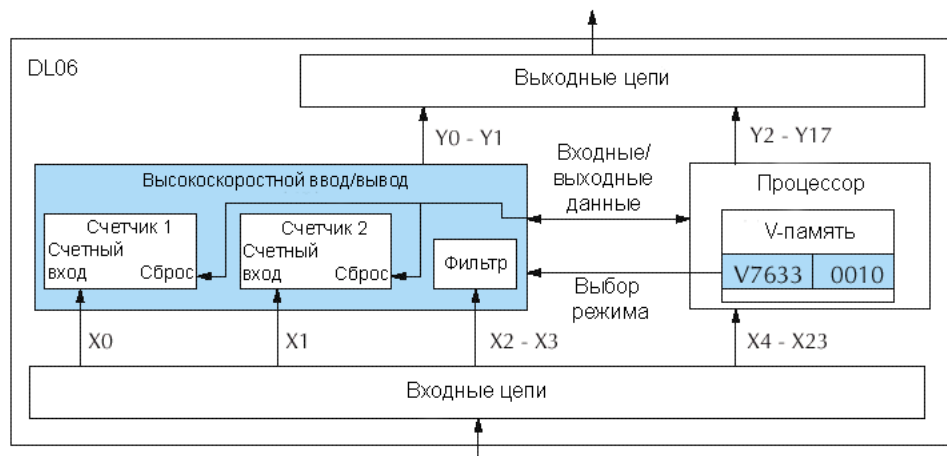 DL06
Выходные цепи
Y0 - Y1
Y2 - Y17
Высокоскоростной ввод/вывод
Счетчик 1
Счетный
вход
Сброс
Счетчик 2
Счетный
вход
Сброс
Фильтр
Входные/
выходные
данные
Выбор
режима
Процессор
V-память
V7633
0010
X0
X1
X2 - X3
X4 - X23
Входные цепи